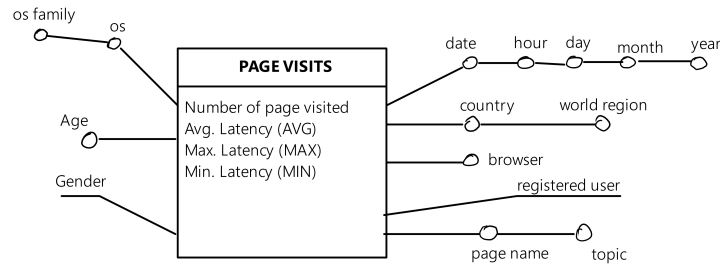 os family
os
date
hour
day
month
year
PAGE VISITS
Number of page visited
Avg. Latency (AVG)
Max. Latency (MAX)
Min. Latency (MIN)
Age
Gender
country
world region
browser
registered user
page name
topic